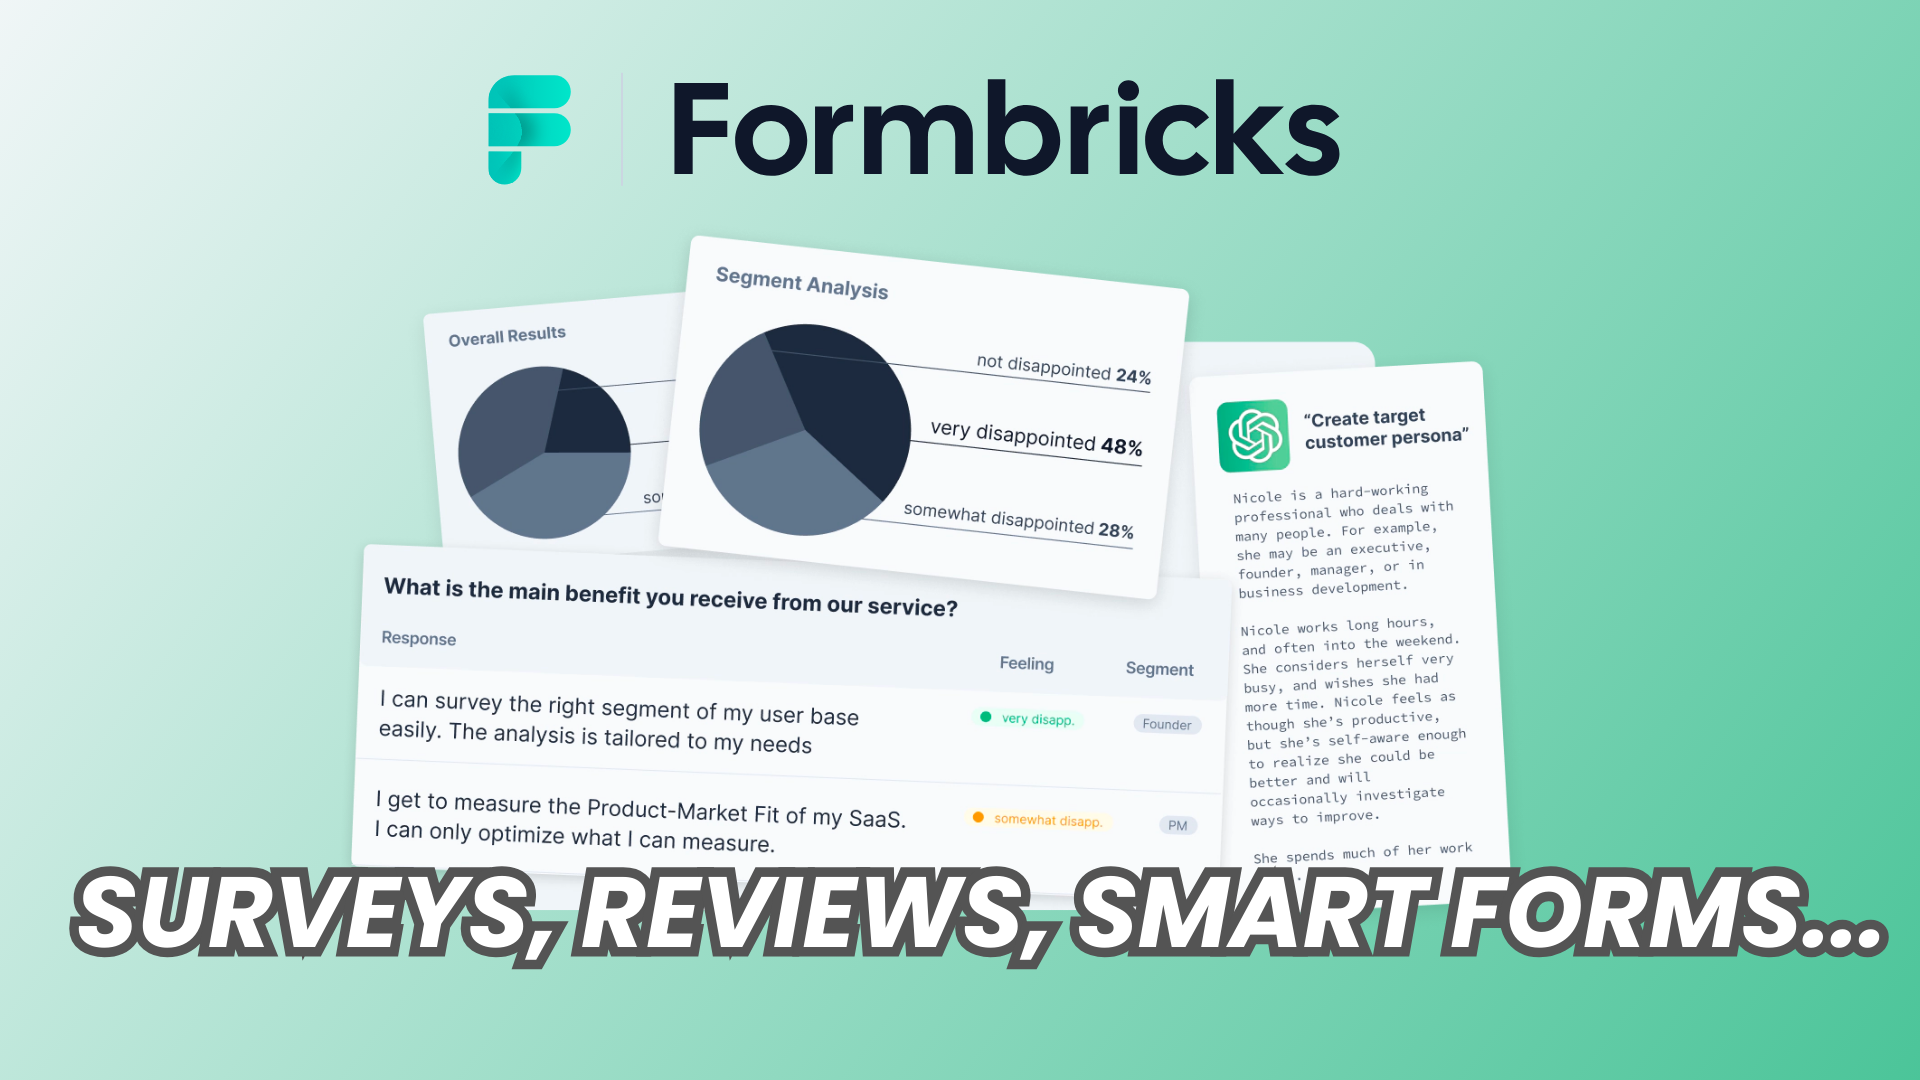 Formbricks
Overall Results
Segment Analysis
not disappointed 24%
very disappointed 48%
somewhat disappointed 28%
“Create target
customer persona”
Nicole is a hard-working
professional who deals with
many people. For example,
she may be an executive,
founder, manager, or in
business development.
Nicole works long hours,
and often into the weekend.
She considers herself very
busy, and wishes she had
more time. Nicole feels as
though she’s productive,
but she’s self-aware enough
to realize she could be
better and will
occasionally investigate
ways to improve.
She spends much of her work
What is the main benefit you receive from our service?
Response Feeling Segment
I can survey the right segment of my user base
easily. The analysis is tailored to my needs
very disapp. Founder
I get to measure the Product-Market Fit of my SaaS.
I can only optimize what I can measure.
somewhat disapp. PM
SURVEYS, REVIEWS, SMART FORMS...